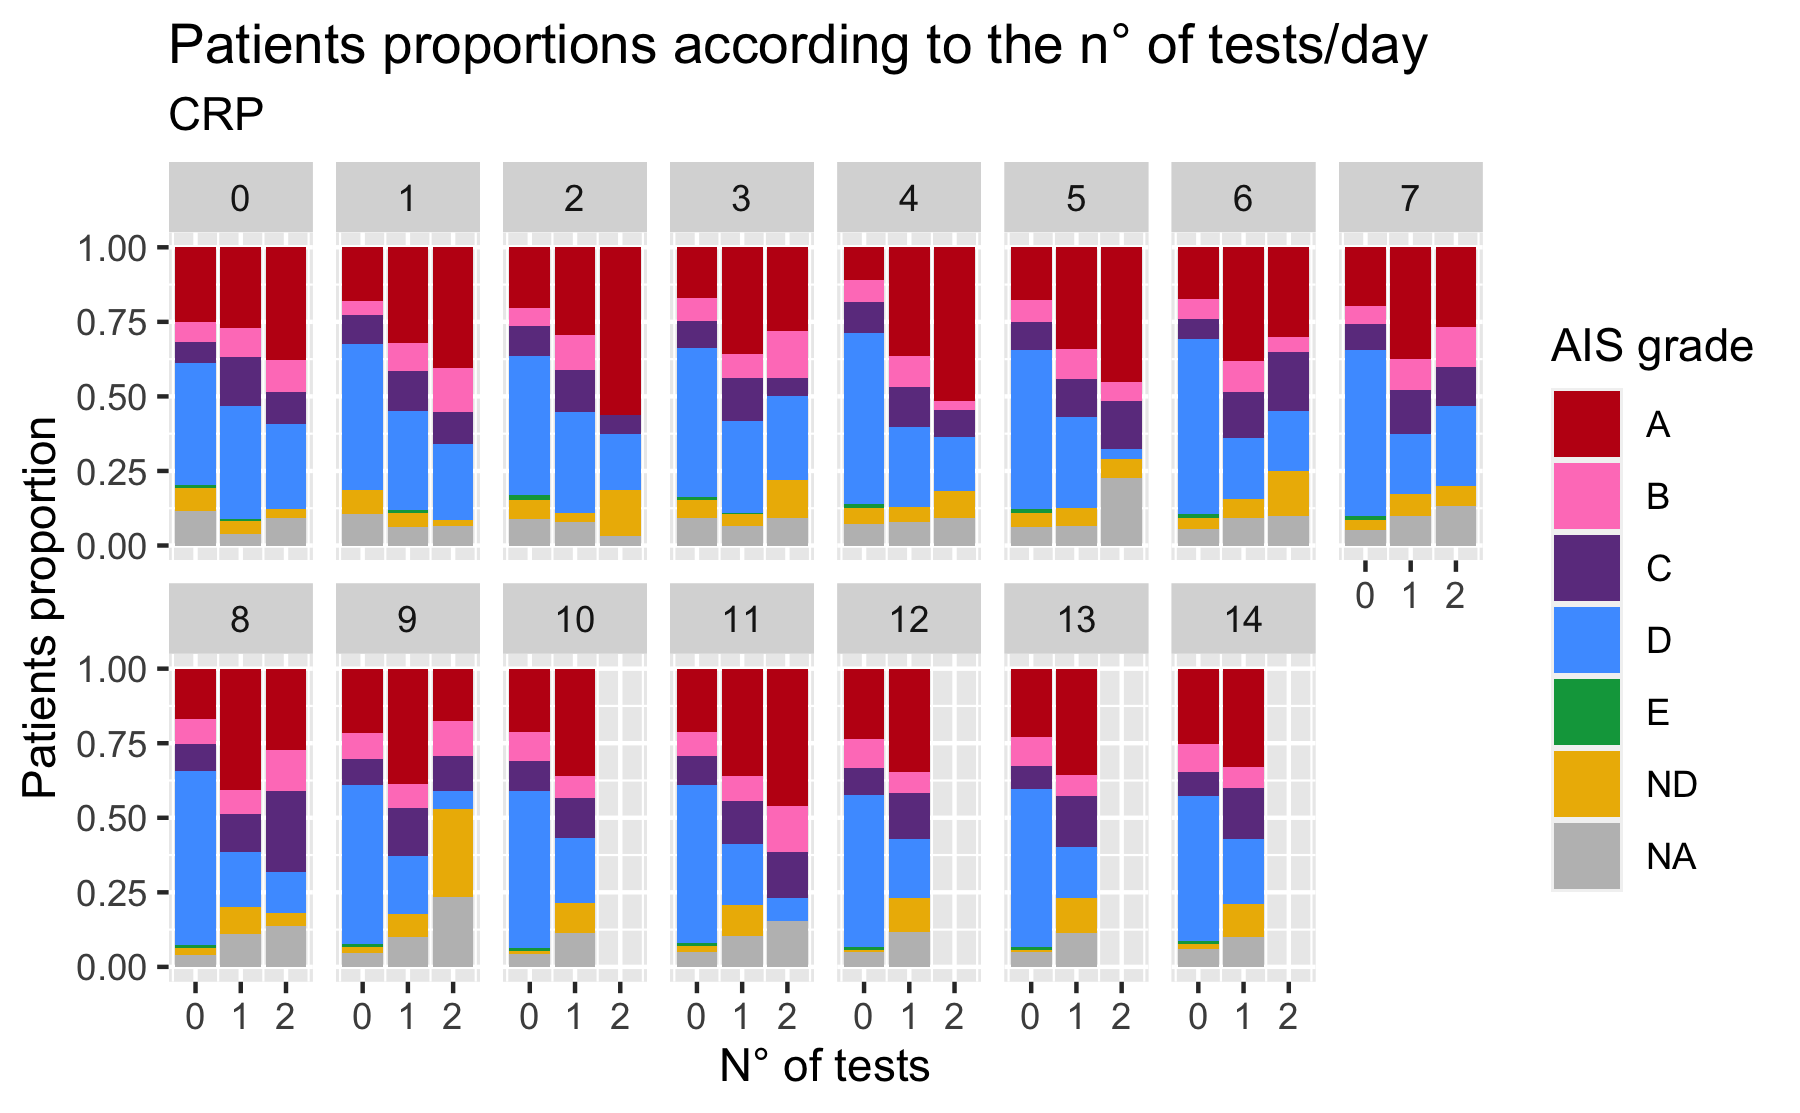 Patients proportions according to the n° of tests/day
CRP
0 1 2 3 4 5 6 7
1.00
0.75
0.50
0.25
0.00
0 1 2
8 9 10 11 12 13 14
1.00
0.75
0.50
0.25
0.00
0 1 2 0 1 2 0 1 2 0 1 2 0 1 2 0 1 2 0 1 2
N° of tests
Patients proportion
AIS grade
A
B
C
D
E
ND
NA